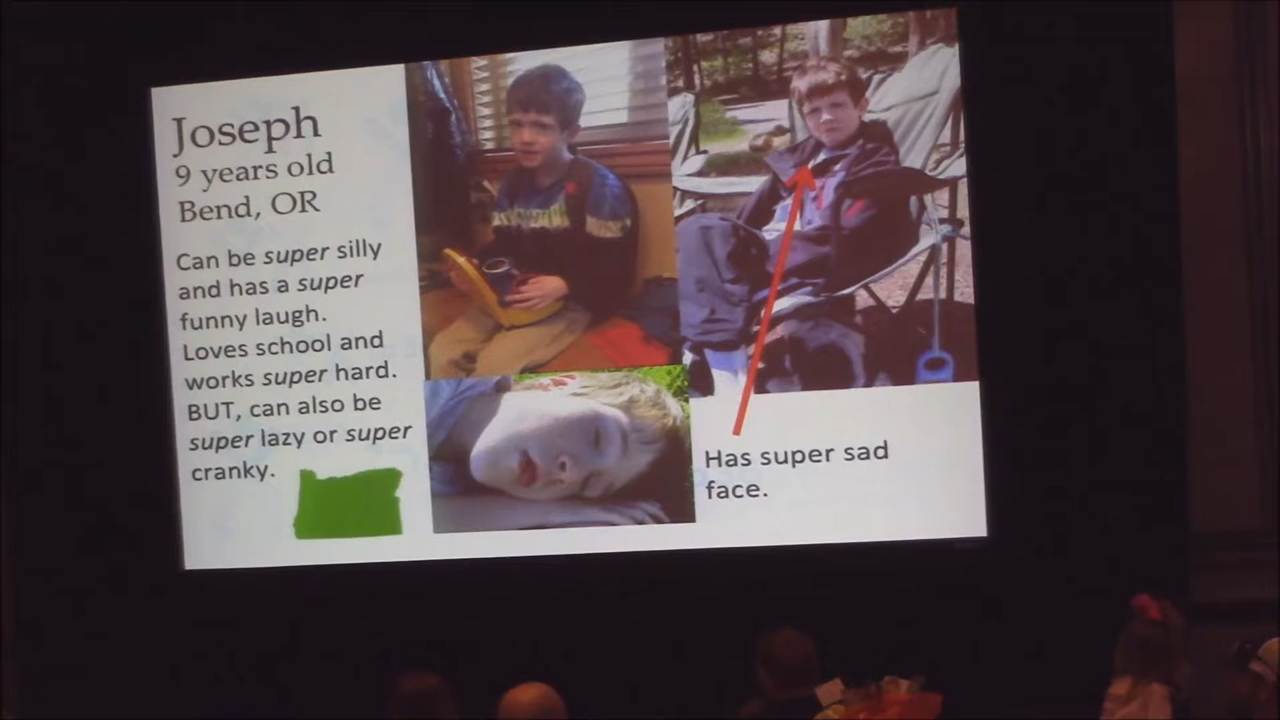 Joseph
9 years old
Bend, OR
Can be super silly
and has a super
funny laugh.
Loves school and
works super hard.
BUT, can also be
super lazy or super
cranky.
Has super sad
face.